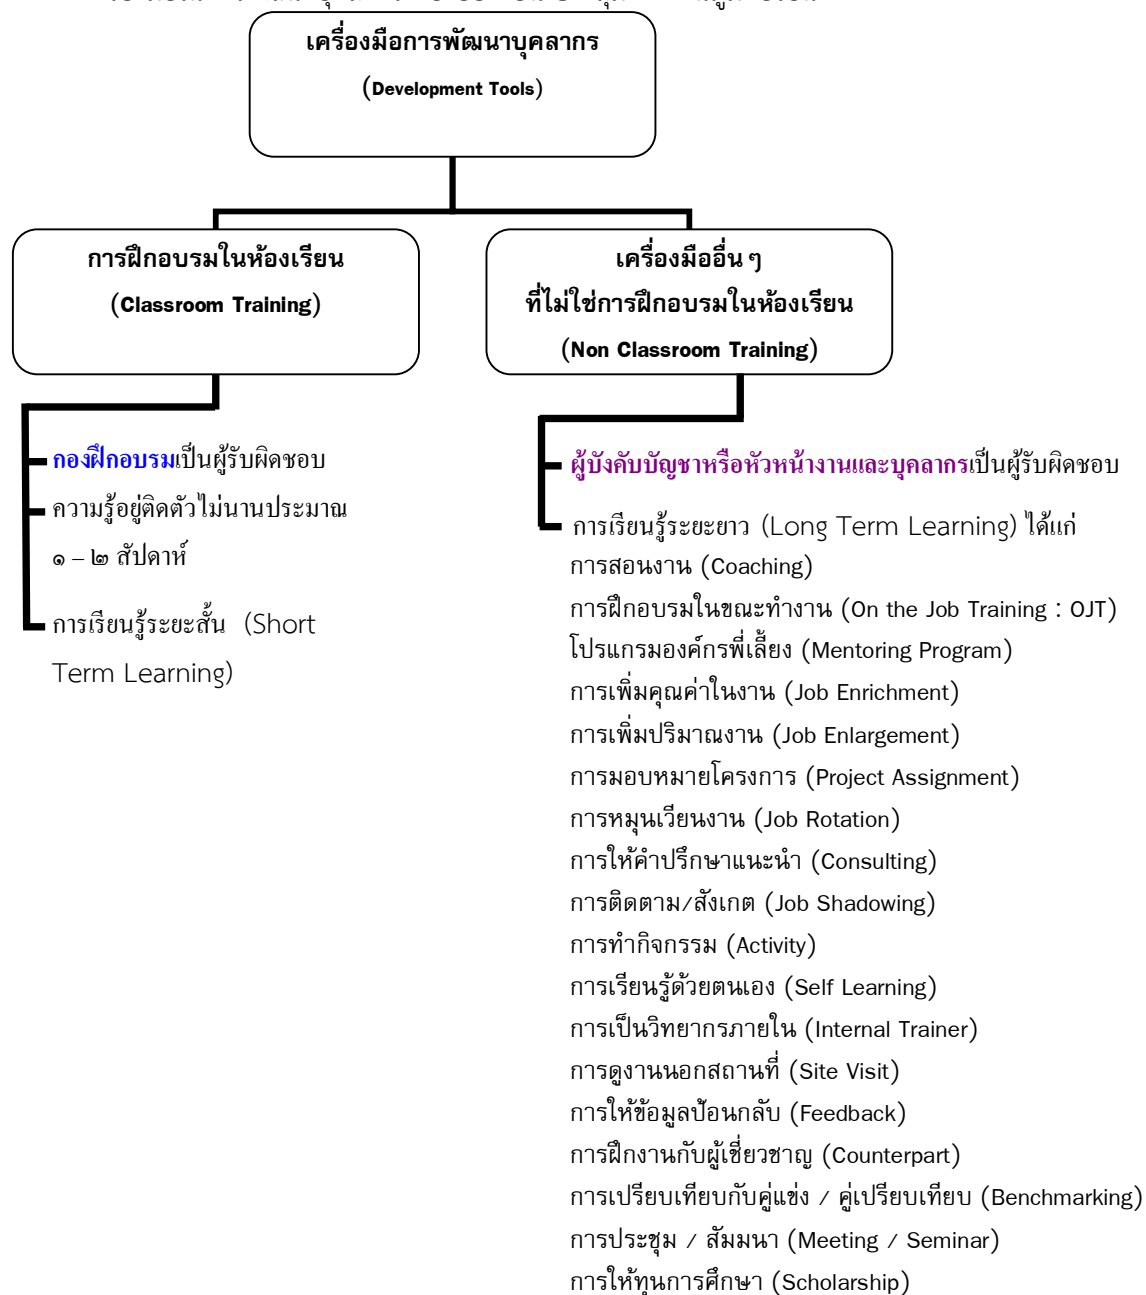 เครื่องมือการพัฒนาบุคลากร
(Development Tools)
การฝึกอบรมในห้องเรียน
(Classroom Training)
เครื่องมืออื่น ๆ
ที่ไม่ใช่การฝึกอบรมในห้องเรียน
(Non Classroom Training)
กองฝึกอบรมเป็นผู้รับผิดชอบ
ความรู้อยู่ติดตัวไม่นานประมาณ
๑ – ๒ สัปดาห์
การเรียนรู้ระยะสั้น (Short
Term Learning)
ผู้บังคับบัญชาหรือหัวหน้างานและบุคลากรเป็นผู้รับผิดชอบ
การเรียนรู้ระยะยาว (Long Term Learning) ได้แก่
การสอนงาน (Coaching)
การฝึกอบรมในขณะทำงาน (On the Job Training : OJT)
โปรแกรมองค์กรพี่เลี้ยง (Mentoring Program)
การเพิ่มคุณค่าในงาน (Job Enrichment)
การเพิ่มปริมาณงาน (Job Enlargement)
การมอบหมายโครงการ (Project Assignment)
การหมุนเวียนงาน (Job Rotation)
การให้คำปรึกษาแนะนำ (Consulting)
การติดตาม/สังเกต (Job Shadowing)
การทำกิจกรรม (Activity)
การเรียนรู้ด้วยตนเอง (Self Learning)
การเป็นวิทยากรภายใน (Internal Trainer)
การดูงานนอกสถานที่ (Site Visit)
การให้ข้อมูลป้อนกลับ (Feedback)
การฝึกงานกับผู้เชี่ยวชาญ (Counterpart)
การเปรียบเทียบกับคู่แข่ง / คู่เปรียบเทียบ (Benchmarking)
การประชุม / สัมมนา (Meeting / Seminar)
การให้ทุนการศึกษา (Scholarship)